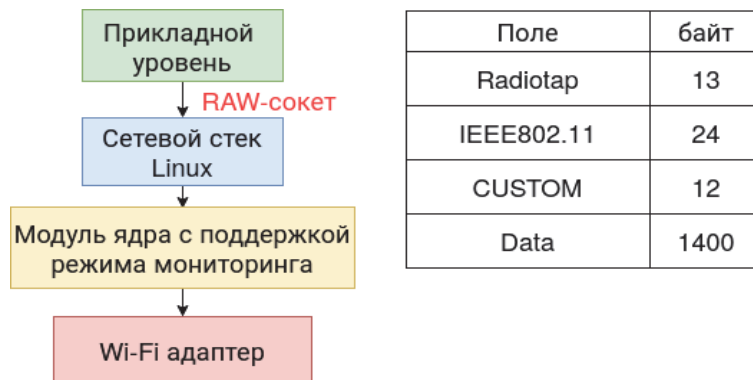 Прикладной
уровень
RAW-сокет
Сетевой стек
Linux
Модуль ядра с поддержкой
режима мониторинга
Wi-Fi адаптер
Поле байт
Radiotap 13
IEEE802.11 24
CUSTOM 12
Data 1400